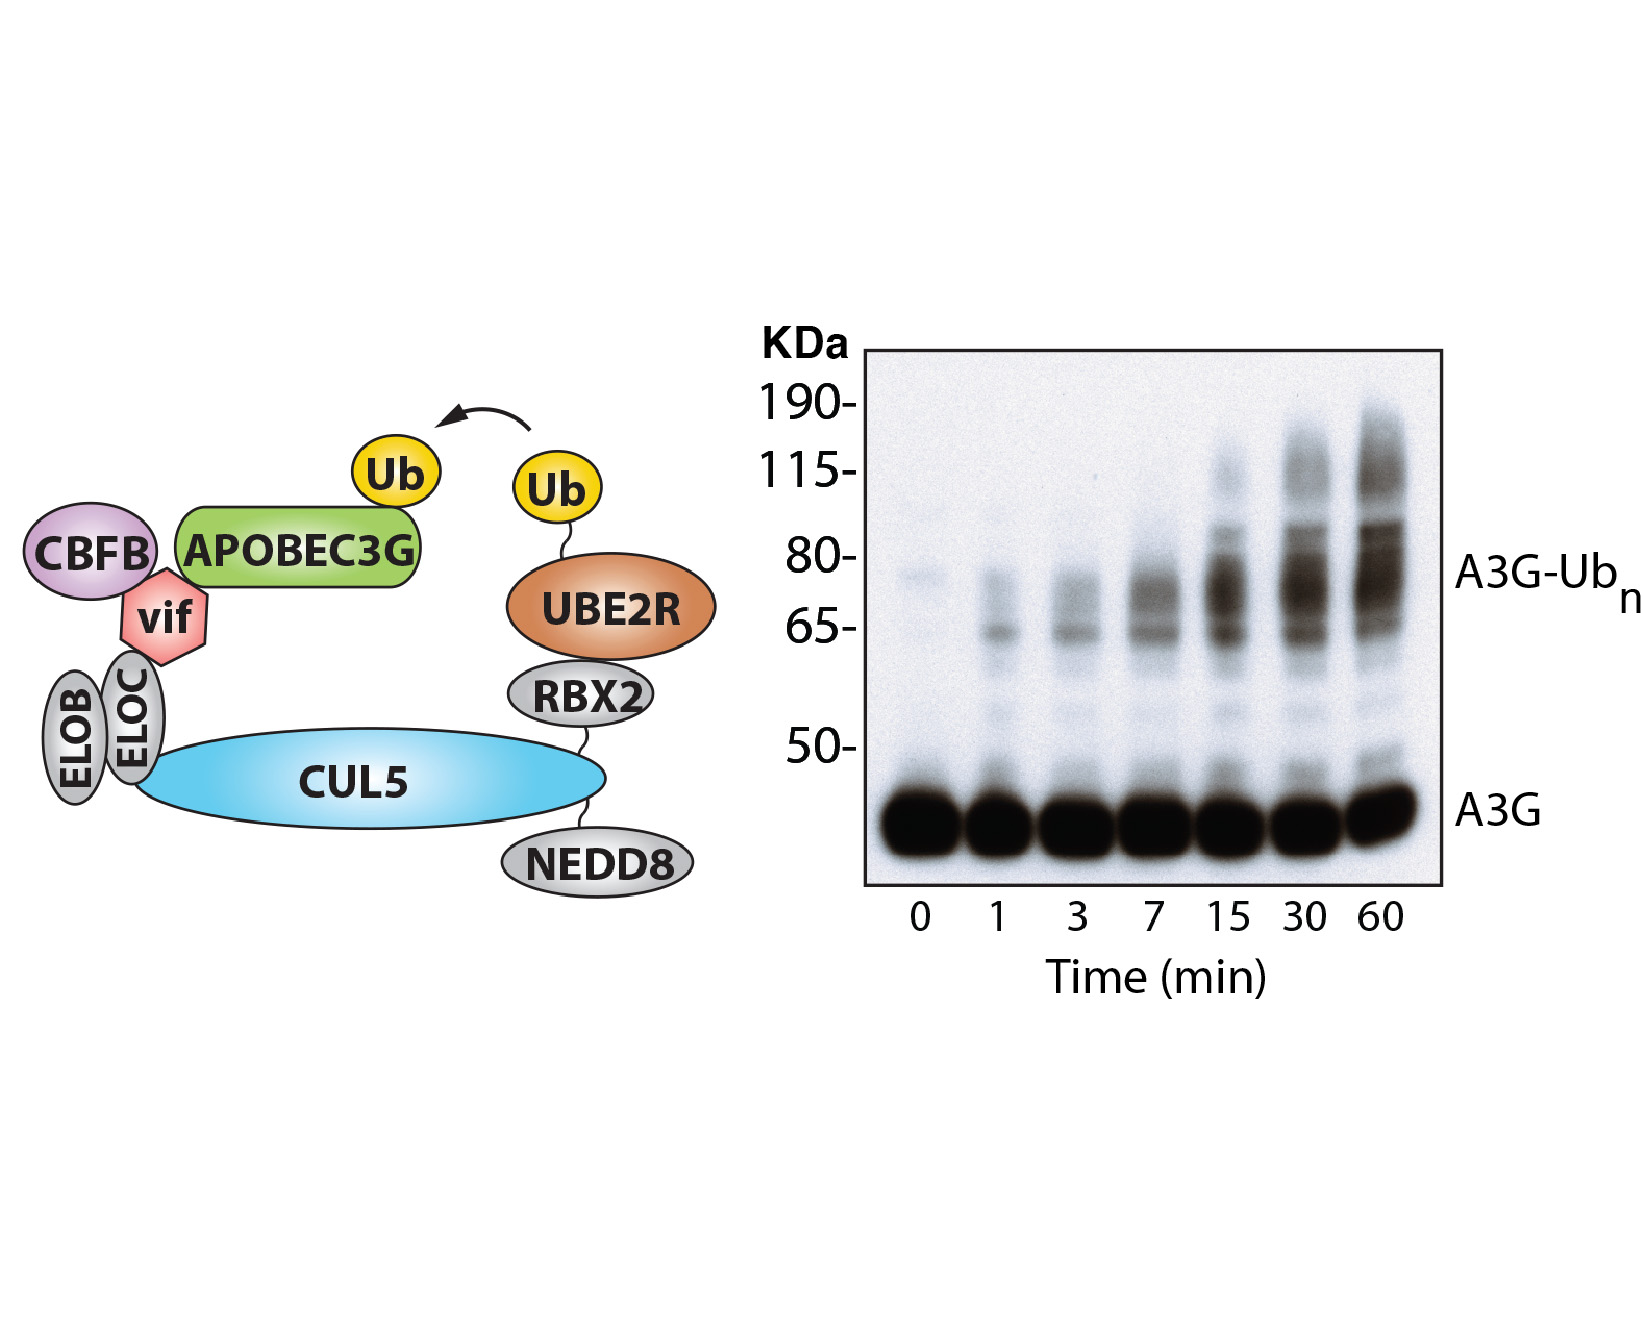 Ub
Ub
CBFB
APOBEC3G
vif
UBE2R
ELOB
ELOC
RBX2
CUL5
NEDD8
KDa
190-
115-
80-
65-
50-
A3G-Ub n
A3G
0 1 3 7 15 30 60
Time (min)